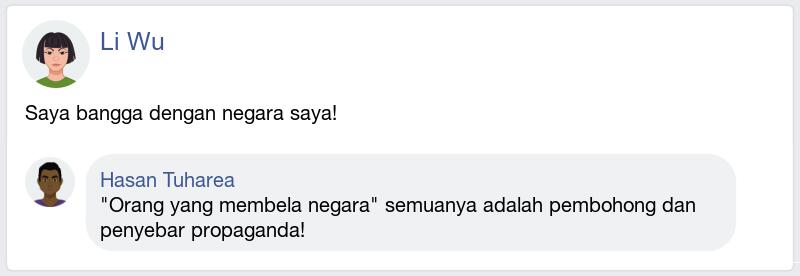 Li Wu
Saya bangga dengan negara saya!
Hasan Tuharea
"Orang yang membela negara" semuanya adalah pembohong dan
penyebar propaganda!